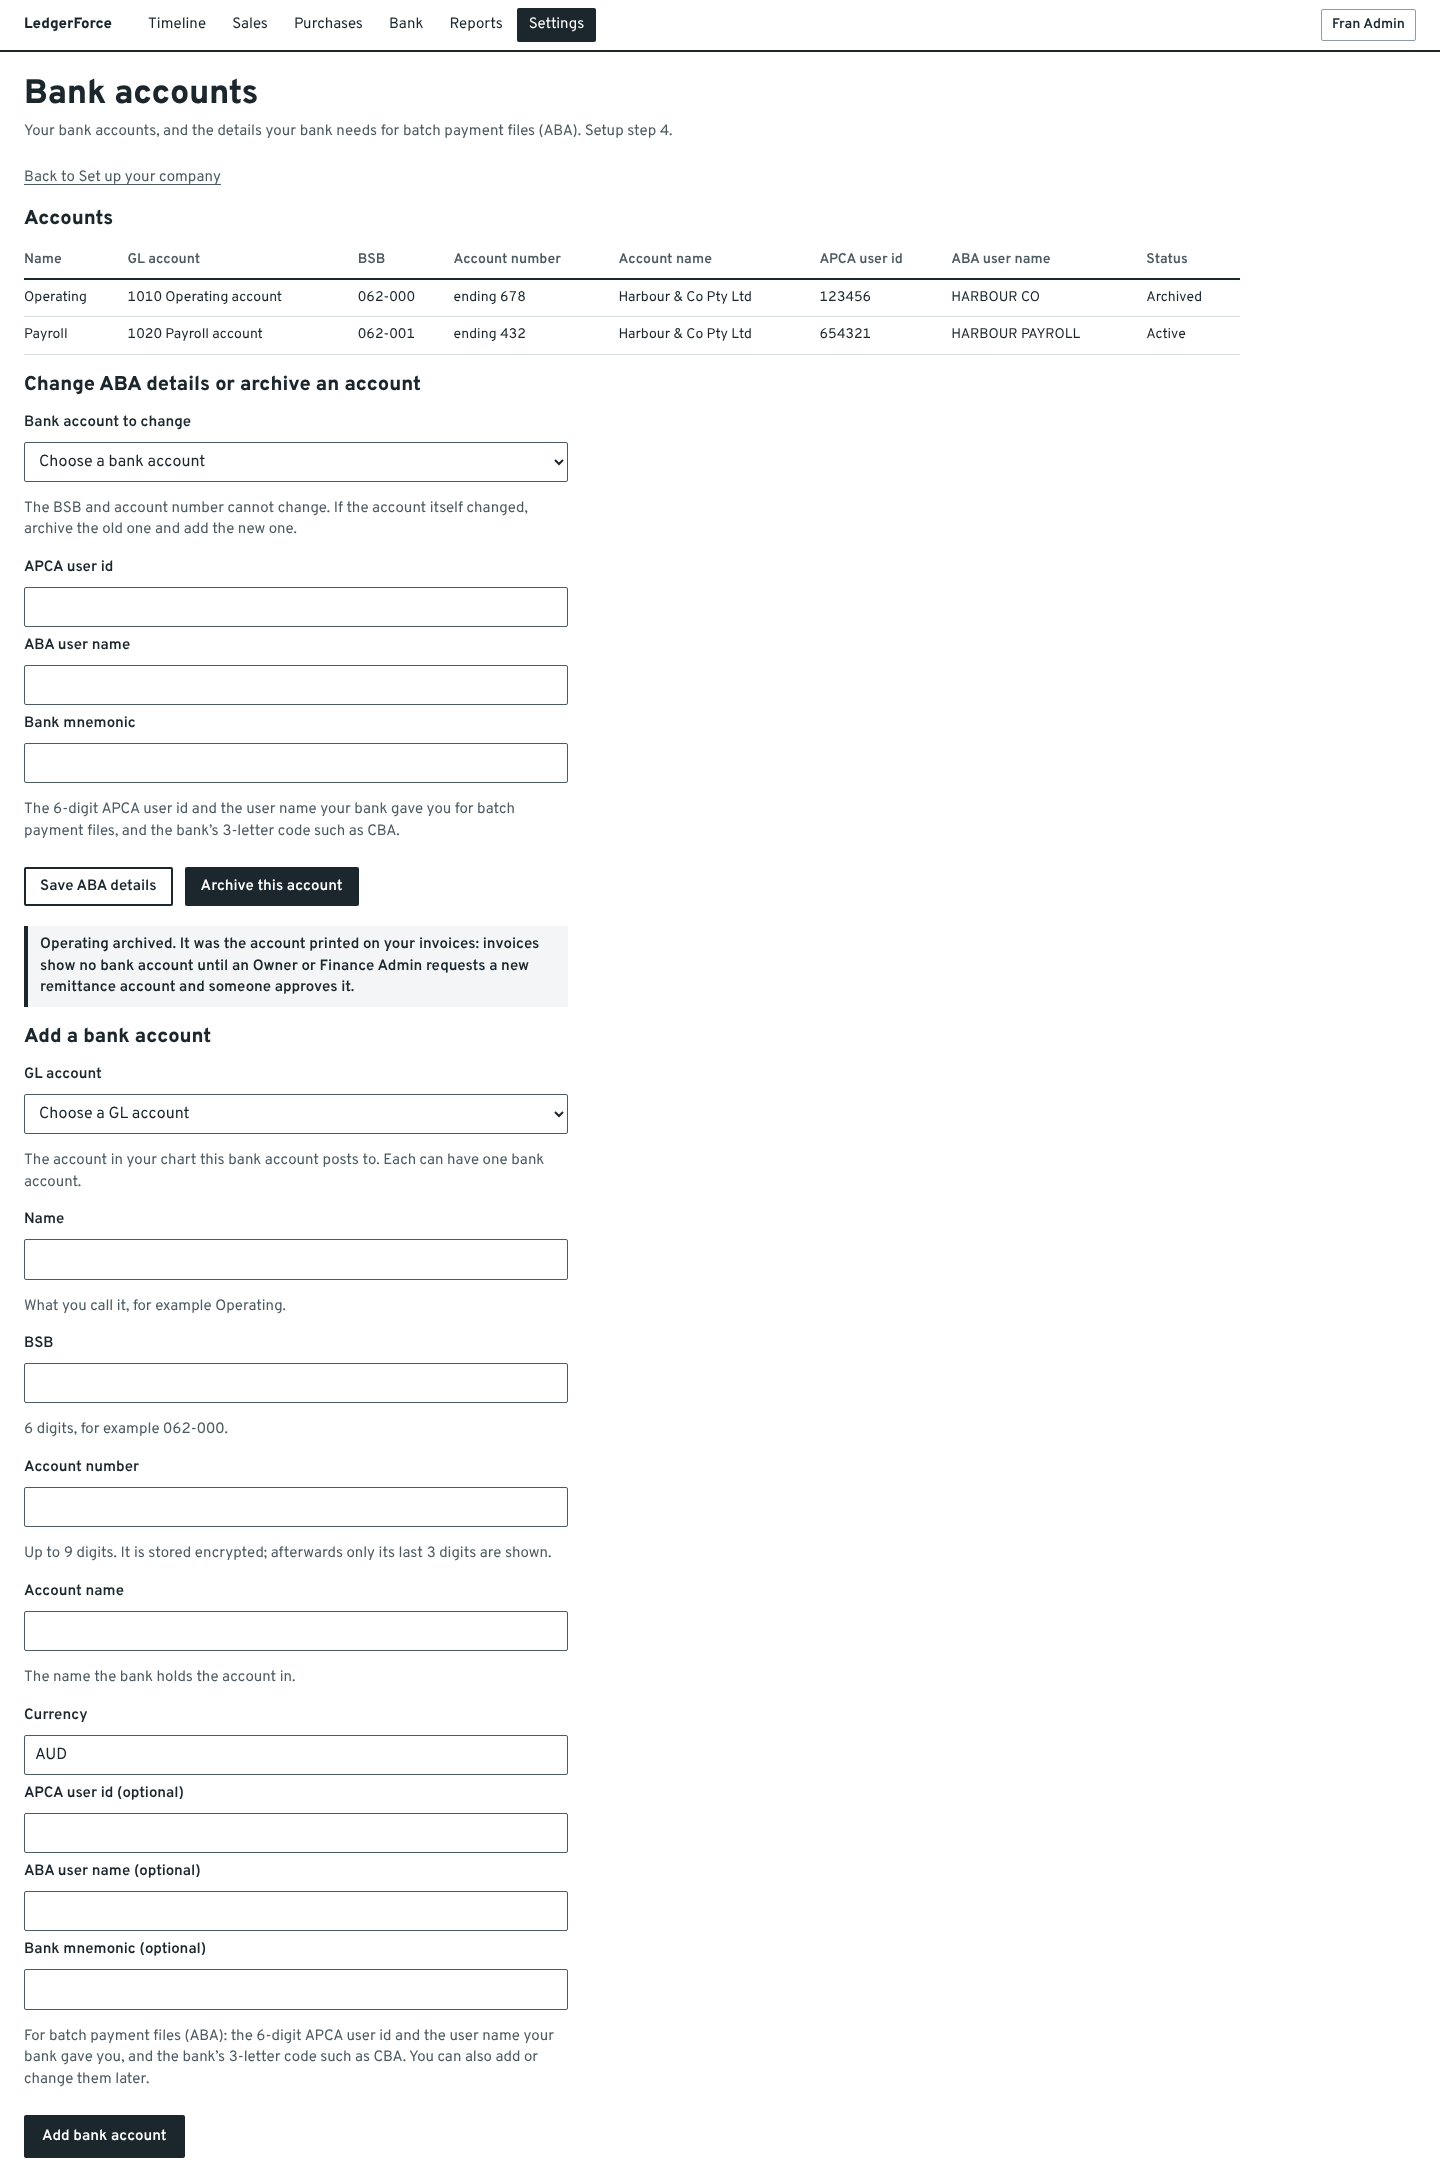 LedgerForce Timeline Sales Purchases Bank Reports Settings Fran Admin
Bank accounts
Your bank accounts, and the details your bank needs for batch payment files (ABA). Setup step 4.
Back to Set up your company
Accounts
Name GL account BSB Account number Account name APCA user id ABA user name Status
Operating 1010 Operating account 062-000 ending 678 Harbour & Co Pty Ltd 123456 HARBOUR CO Archived
Payroll 1020 Payroll account 062-001 ending 432 Harbour & Co Pty Ltd 654321 HARBOUR PAYROLL Active
Change ABA details or archive an account
Bank account to change
Choose a bank account
The BSB and account number cannot change. If the account itself changed,
archive the old one and add the new one.
APCA user id
ABA user name
Bank mnemonic
The 6-digit APCA user id and the user name your bank gave you for batch
payment files, and the bank’s 3-letter code such as CBA.
Save ABA details Archive this account
Operating archived. It was the account printed on your invoices: invoices
show no bank account until an Owner or Finance Admin requests a new
remittance account and someone approves it.
Add a bank account
GL account
Choose a GL account
The account in your chart this bank account posts to. Each can have one bank
account.
Name
What you call it, for example Operating.
BSB
6 digits, for example 062-000.
Account number
Up to 9 digits. It is stored encrypted; afterwards only its last 3 digits are shown.
Account name
The name the bank holds the account in.
Currency
AUD
APCA user id (optional)
ABA user name (optional)
Bank mnemonic (optional)
For batch payment files (ABA): the 6-digit APCA user id and the user name your
bank gave you, and the bank’s 3-letter code such as CBA. You can also add or
change them later.
Add bank account